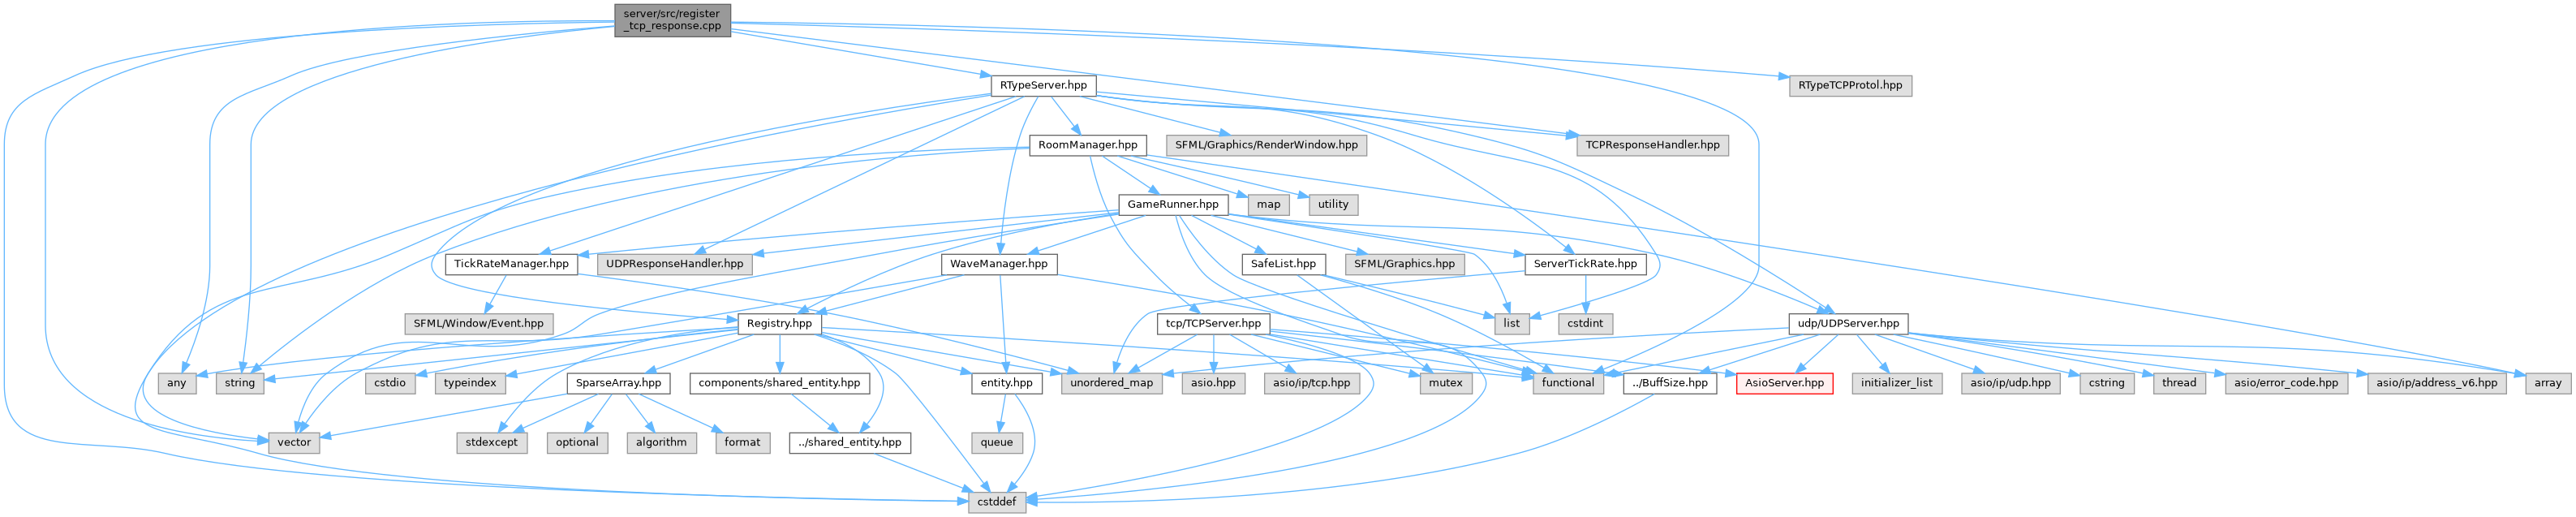 server/src/register
_tcp_response.cpp
RTypeServer.hpp
RTypeTCPProtol.hpp
RoomManager.hpp
SFML/Graphics/RenderWindow.hpp
TCPResponseHandler.hpp
GameRunner.hpp
map
utility
TickRateManager.hpp
UDPResponseHandler.hpp
WaveManager.hpp
SafeList.hpp
SFML/Graphics.hpp
ServerTickRate.hpp
SFML/Window/Event.hpp
Registry.hpp
tcp/TCPServer.hpp
list
cstdint
udp/UDPServer.hpp
any
string
cstdio
typeindex
SparseArray.hpp
components/shared_entity.hpp
entity.hpp
unordered_map
asio.hpp
asio/ip/tcp.hpp
mutex
functional
../BuffSize.hpp
AsioServer.hpp
initializer_list
asio/ip/udp.hpp
cstring
thread
asio/error_code.hpp
asio/ip/address_v6.hpp
array
vector
stdexcept
optional
algorithm
format
../shared_entity.hpp
queue
cstddef